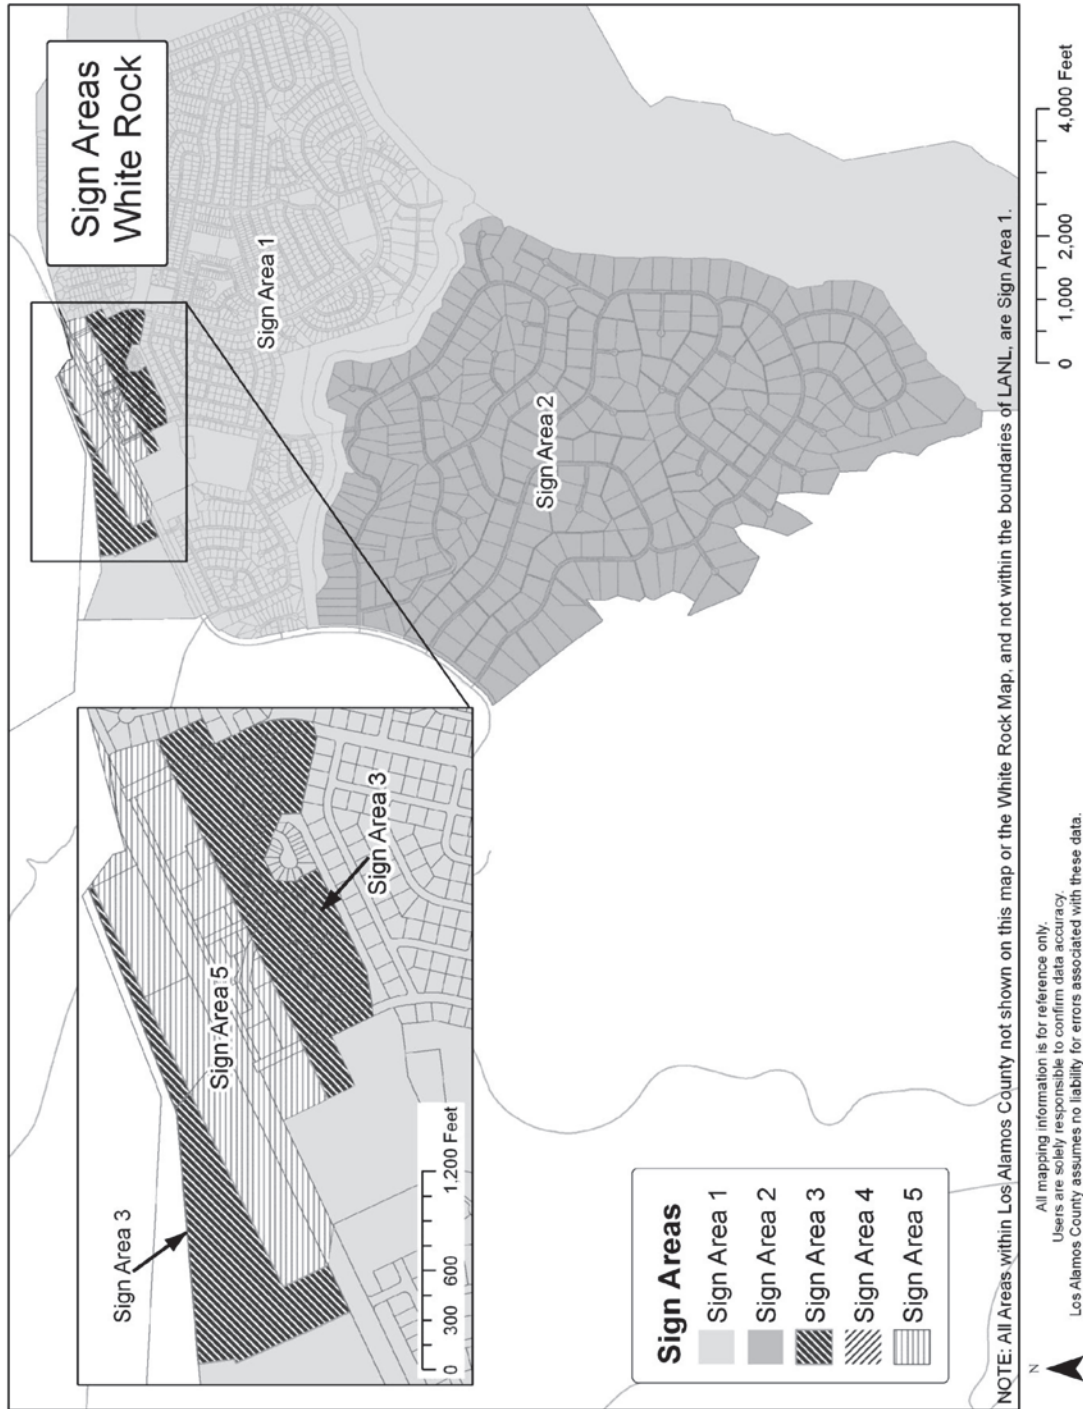 Sign Areas
White Rock
Sign Area 1
Sign Area 2
Sign Area 3
Sign Area 5
Sign Area 3
0 300 600 1,200 Feet
Sign Areas
Sign Area 1
Sign Area 2
Sign Area 3
Sign Area 4
Sign Area 5
NOTE: All Areas within Los Alamos County not shown on this map or the White Rock Map, and not within the boundaries of LANL, are Sign Area 1.
N
All mapping information is for reference only.
Users are solely responsible to confirm data accuracy.
Los Alamos County assumes no liability for errors associated with these data.
0 1,000 2,000 4,000 Feet